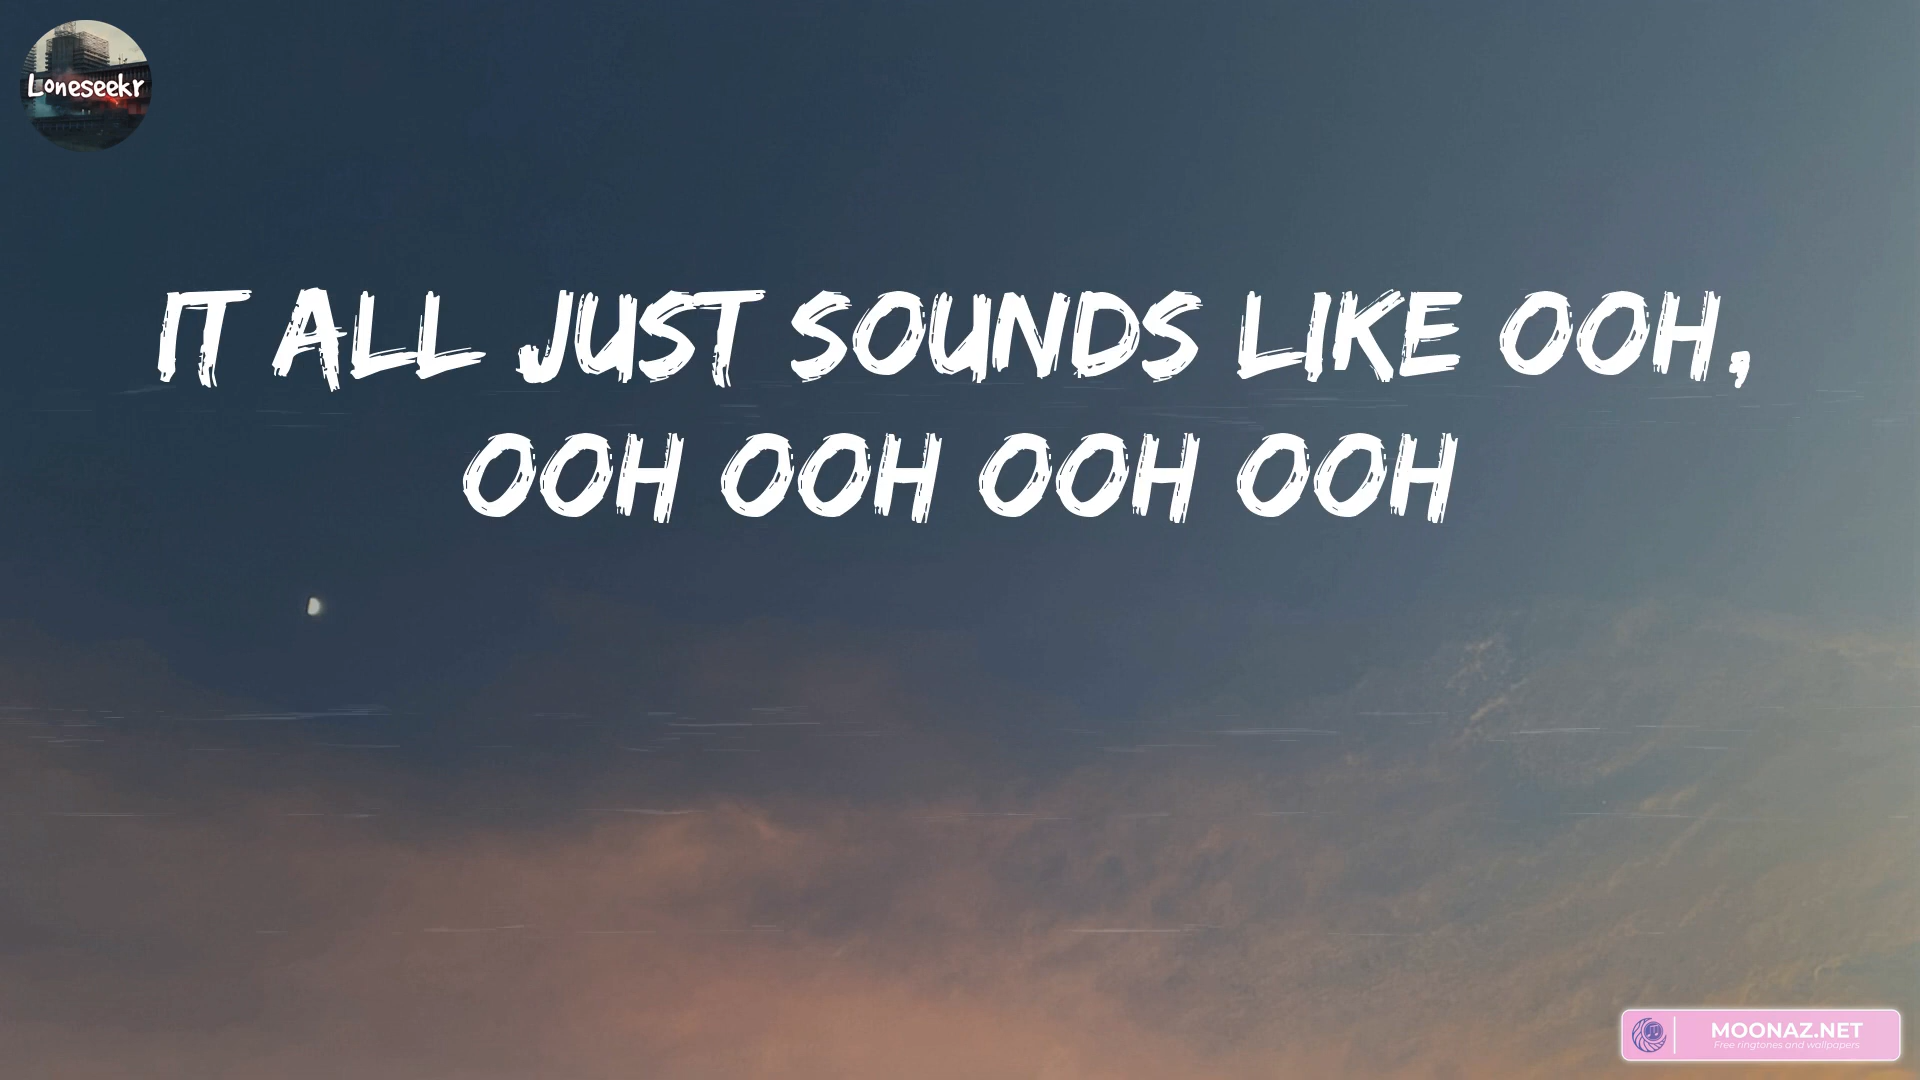 Loneseekr
IT ALL JUST SOUNDS LIKE OOH,
OOH OOH OOH OOH
MOONAZ.NET
Free ringtones and wallpapers